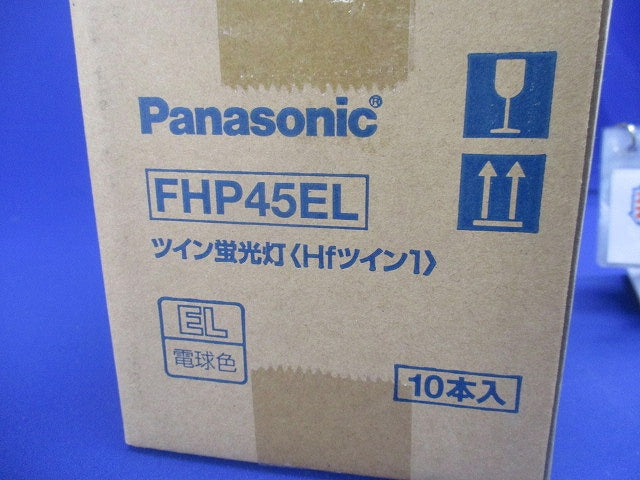 Panasonic®
FHP45EL
ツイン蛍光灯〈Hfツイン1〉
EL
電球色
10本入